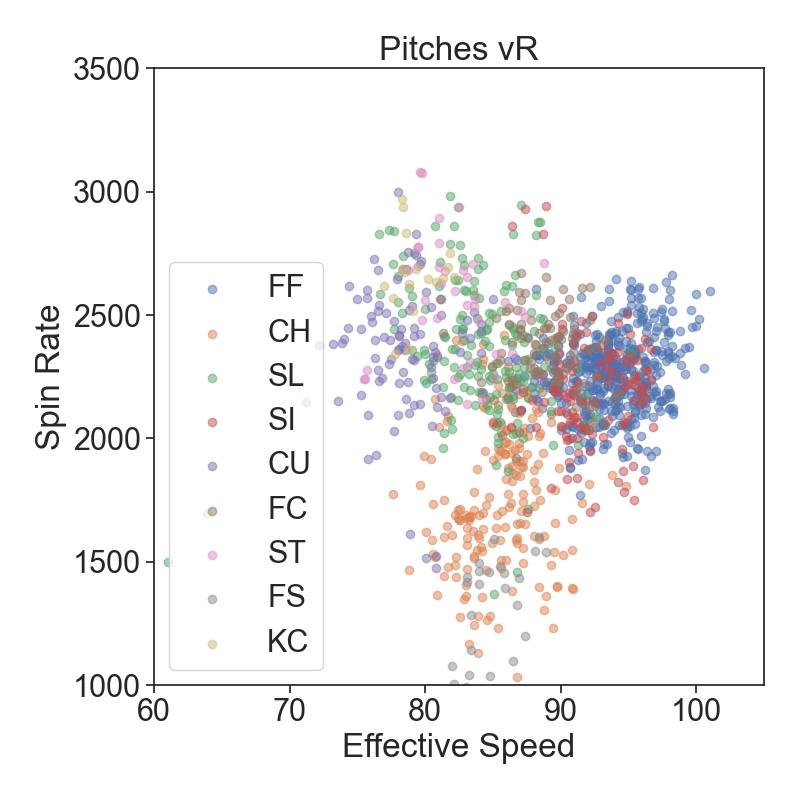 Pitches vR
3500
3000
2500
2000
1500
1000
Spin Rate
FF
CH
SL
SI
CU
FC
ST
FS
KC
60 70 80 90 100
Effective Speed